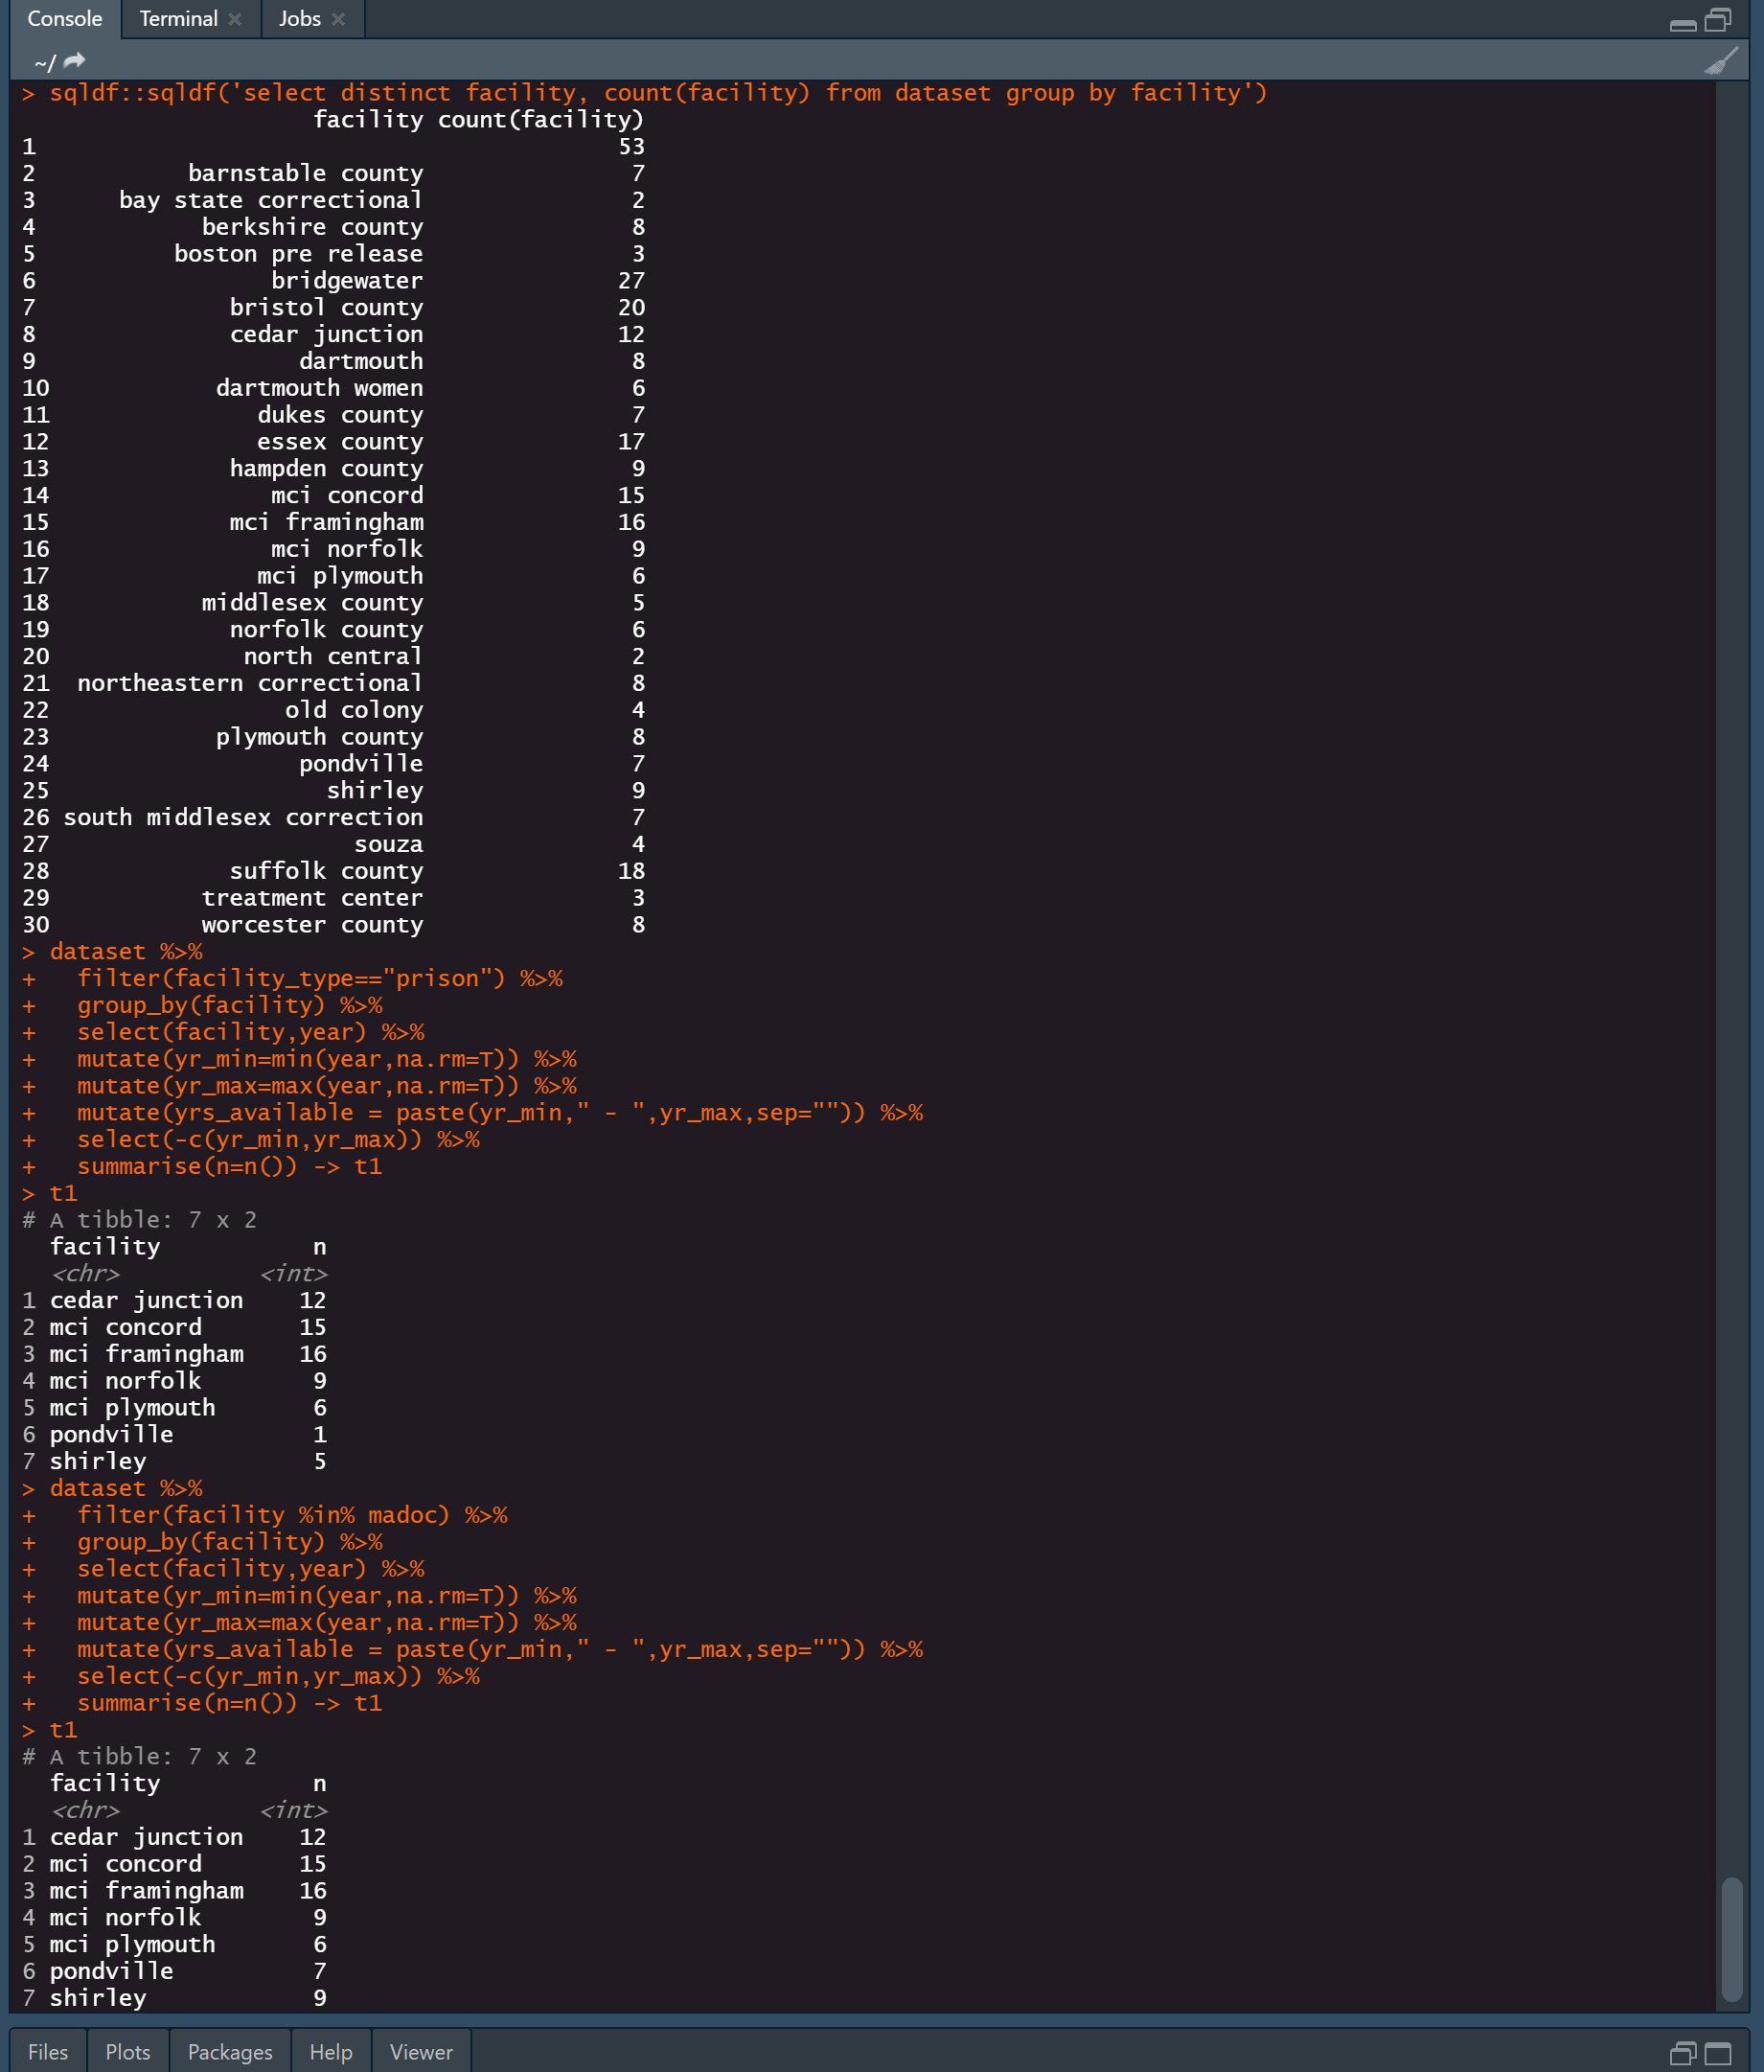 Console Terminal Jobs
~/
> sqldf::sqldf('select distinct facility, count(facility) from dataset group by facility')
facility count(facility)
1 53
2 barnstable county 7
3 bay state correctional 2
4 berkshire county 8
5 boston pre release 3
6 bridgewater 27
7 bristol county 20
8 cedar junction 12
9 dartmouth 8
10 dartmouth women 6
11 dukes county 7
12 essex county 17
13 hampden county 9
14 mci concord 15
15 mci framingham 16
16 mci norfolk 9
17 mci plymouth 6
18 middlesex county 5
19 norfolk county 6
20 north central 2
21 northeastern correctional 8
22 old colony 4
23 plymouth county 8
24 pondville 7
25 shirley 9
26 south middlesex correction 7
27 souza 4
28 suffolk county 18
29 treatment center 3
30 worcester county 8
> dataset %>%
+ filter(facility_type=="prison") %>%
+ group_by(facility) %>%
+ select(facility,year) %>%
+ mutate(yr_min=min(year,na.rm=T)) %>%
+ mutate(yr_max=max(year,na.rm=T)) %>%
+ mutate(yrs_available = paste(yr_min," - ",yr_max,sep="")) %>%
+ select(-c(yr_min,yr_max)) %>%
+ summarise(n=n()) -> t1
> t1
# A tibble: 7 x 2
facility n
<chr> <int>
1 cedar junction 12
2 mci concord 15
3 mci framingham 16
4 mci norfolk 9
5 mci plymouth 6
6 pondville 1
7 shirley 5
> dataset %>%
+ filter(facility %in% madoc) %>%
+ group_by(facility) %>%
+ select(facility,year) %>%
+ mutate(yr_min=min(year,na.rm=T)) %>%
+ mutate(yr_max=max(year,na.rm=T)) %>%
+ mutate(yrs_available = paste(yr_min," - ",yr_max,sep="")) %>%
+ select(-c(yr_min,yr_max)) %>%
+ summarise(n=n()) -> t1
> t1
# A tibble: 7 x 2
facility n
<chr> <int>
1 cedar junction 12
2 mci concord 15
3 mci framingham 16
4 mci norfolk 9
5 mci plymouth 6
6 pondville 7
7 shirley 9
Files Plots Packages Help Viewer